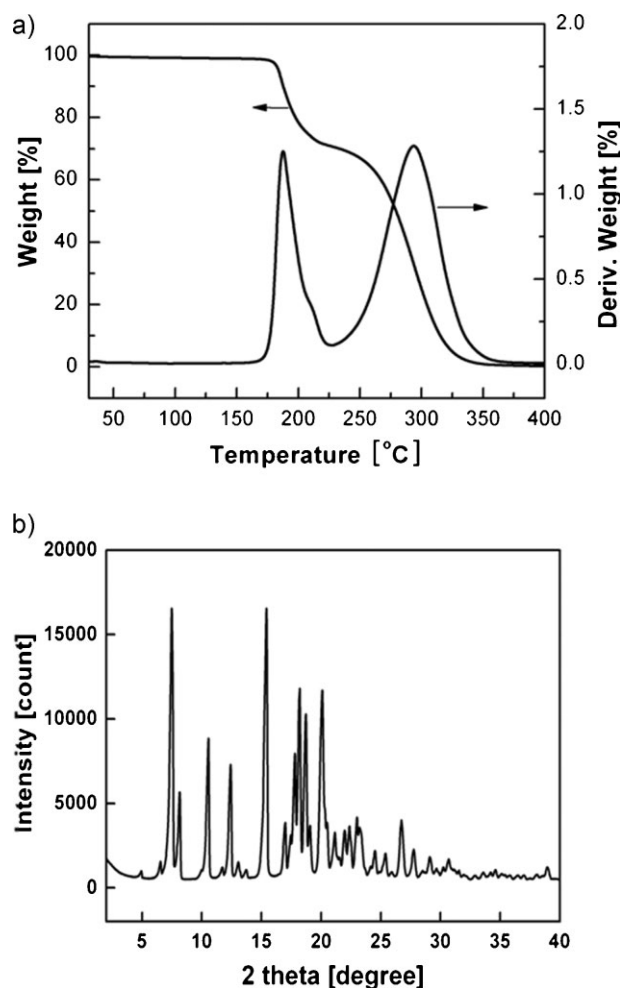 a)
2.0
100
80
60
40
20
0
1.5
1.0
0.5
0.0
Weight [%]
Deriv. Weight [%]
50 100 150 200 250 300 350 400
Temperature [°C]
b)
20000
15000
10000
5000
0
Intensity [count]
5 10 15 20 25 30 35 40
2 theta [degree]